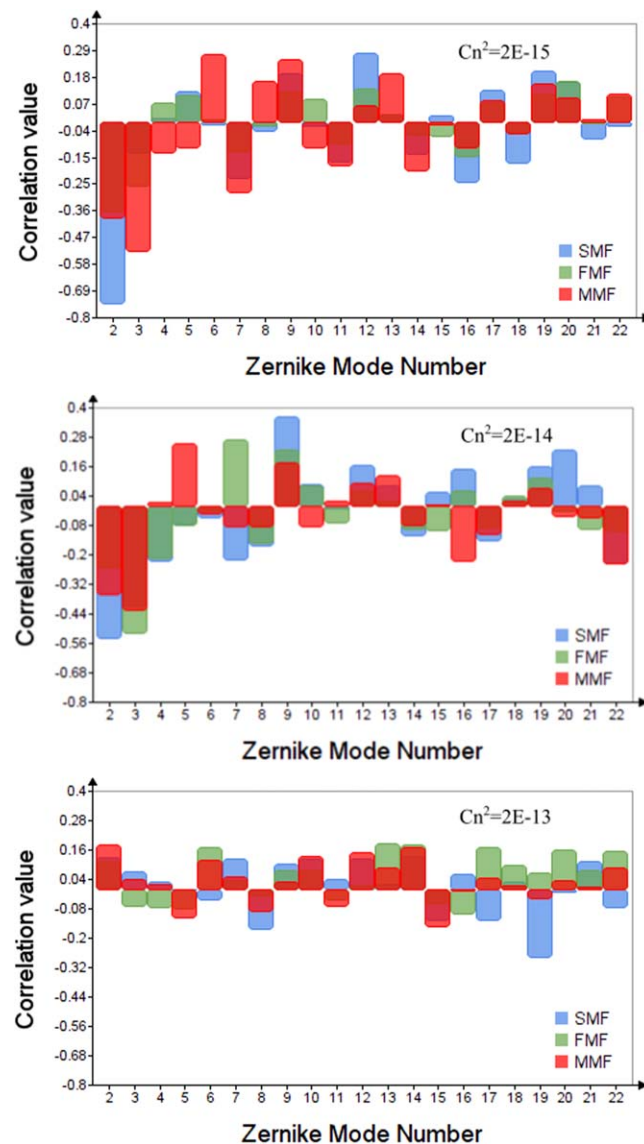 0.4
0.29
0.18
0.07
-0.04
-0.15
-0.25
-0.36
-0.47
-0.58
-0.69
-0.8
Correlation value
Cn²=2E-15
SMF
FMF
MMF
2 3 4 5 6 7 8 9 10 11 12 13 14 15 16 17 18 19 20 21 22
Zernike Mode Number
0.4
0.28
0.16
0.04
-0.08
-0.2
-0.32
-0.44
-0.56
-0.68
-0.8
Correlation value
Cn²=2E-14
SMF
FMF
MMF
2 3 4 5 6 7 8 9 10 11 12 13 14 15 16 17 18 19 20 21 22
Zernike Mode Number
0.4
0.28
0.16
0.04
-0.08
-0.2
-0.32
-0.44
-0.56
-0.68
-0.8
Correlation value
Cn²=2E-13
SMF
FMF
MMF
2 3 4 5 6 7 8 9 10 11 12 13 14 15 16 17 18 19 20 21 22
Zernike Mode Number